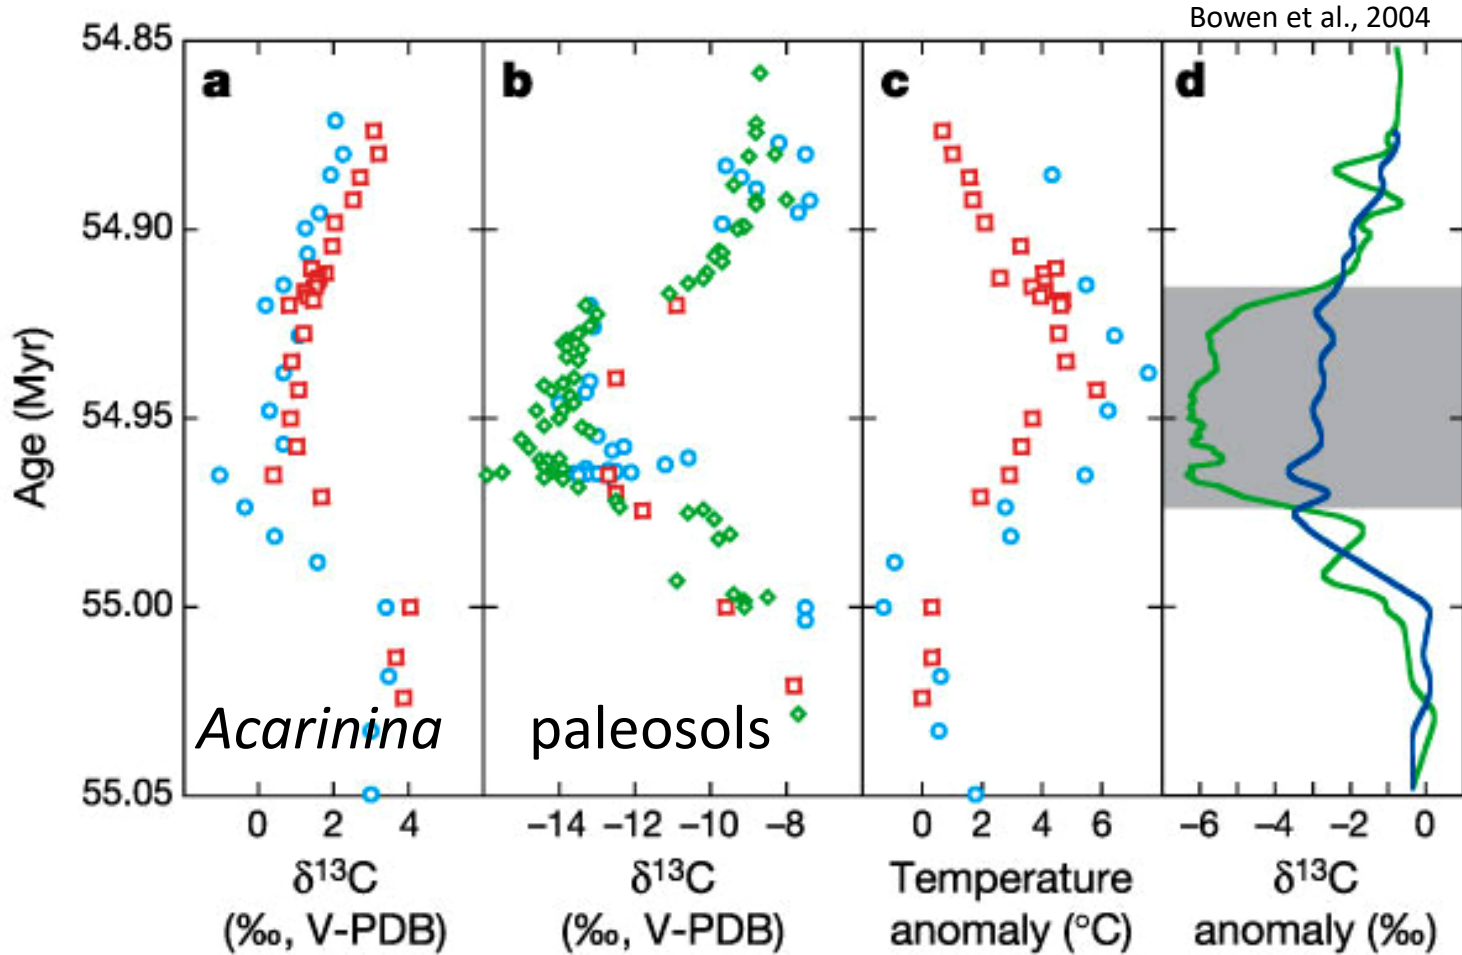 Bowen et al., 2004
54.85
54.90
54.95
55.00
55.05
Age (Myr)
a
b
c
d
Acarinina
paleosols
0 2 4
–14 –12 –10 –8
0 2 4 6
–6 –4 –2 0
δ¹³C
(‰, V-PDB)
δ¹³C
(‰, V-PDB)
Temperature
anomaly (°C)
δ¹³C
anomaly (‰)